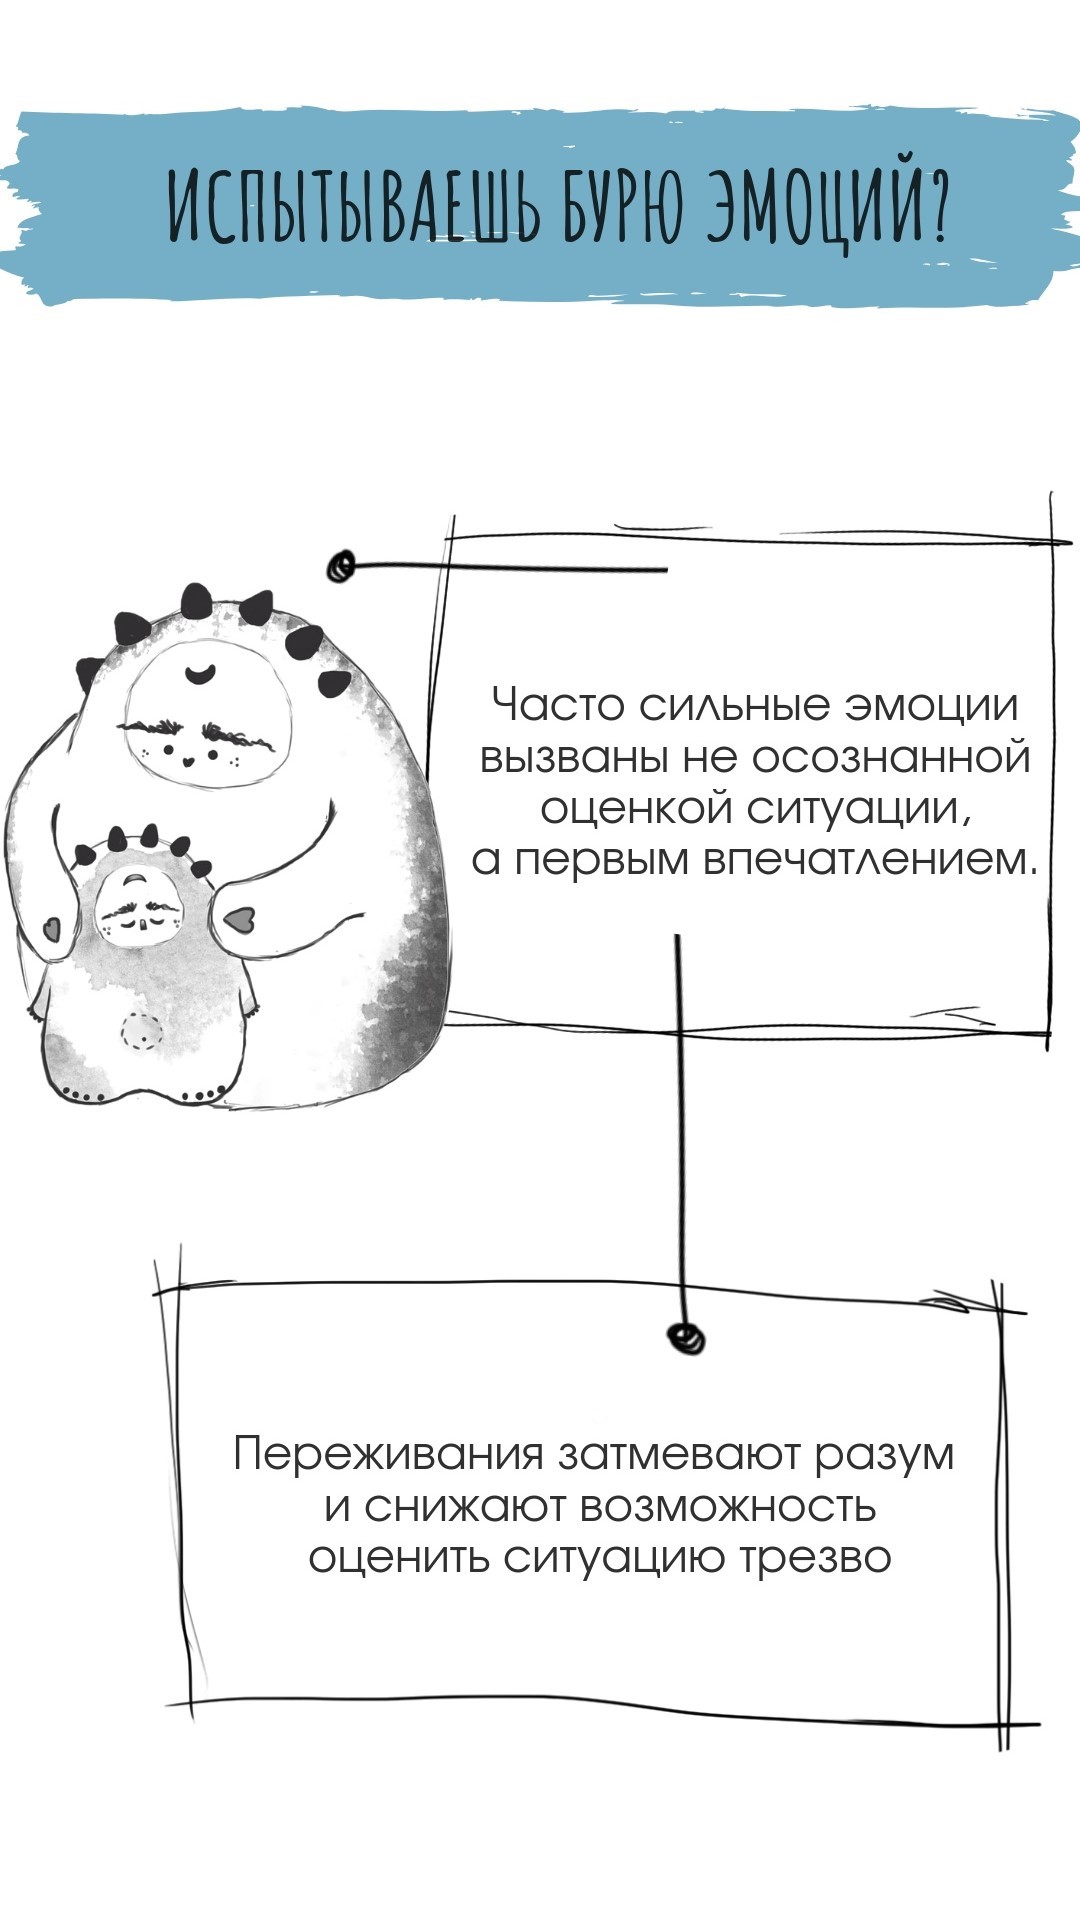 ИСПЫТЫВАЕШЬ БУРЮ ЭМОЦИЙ?
Часто сильные эмоции
вызваны не осознанной
оценкой ситуации,
а первым впечатлением.
Переживания затмевают разум
и снижают возможность
оценить ситуацию трезво